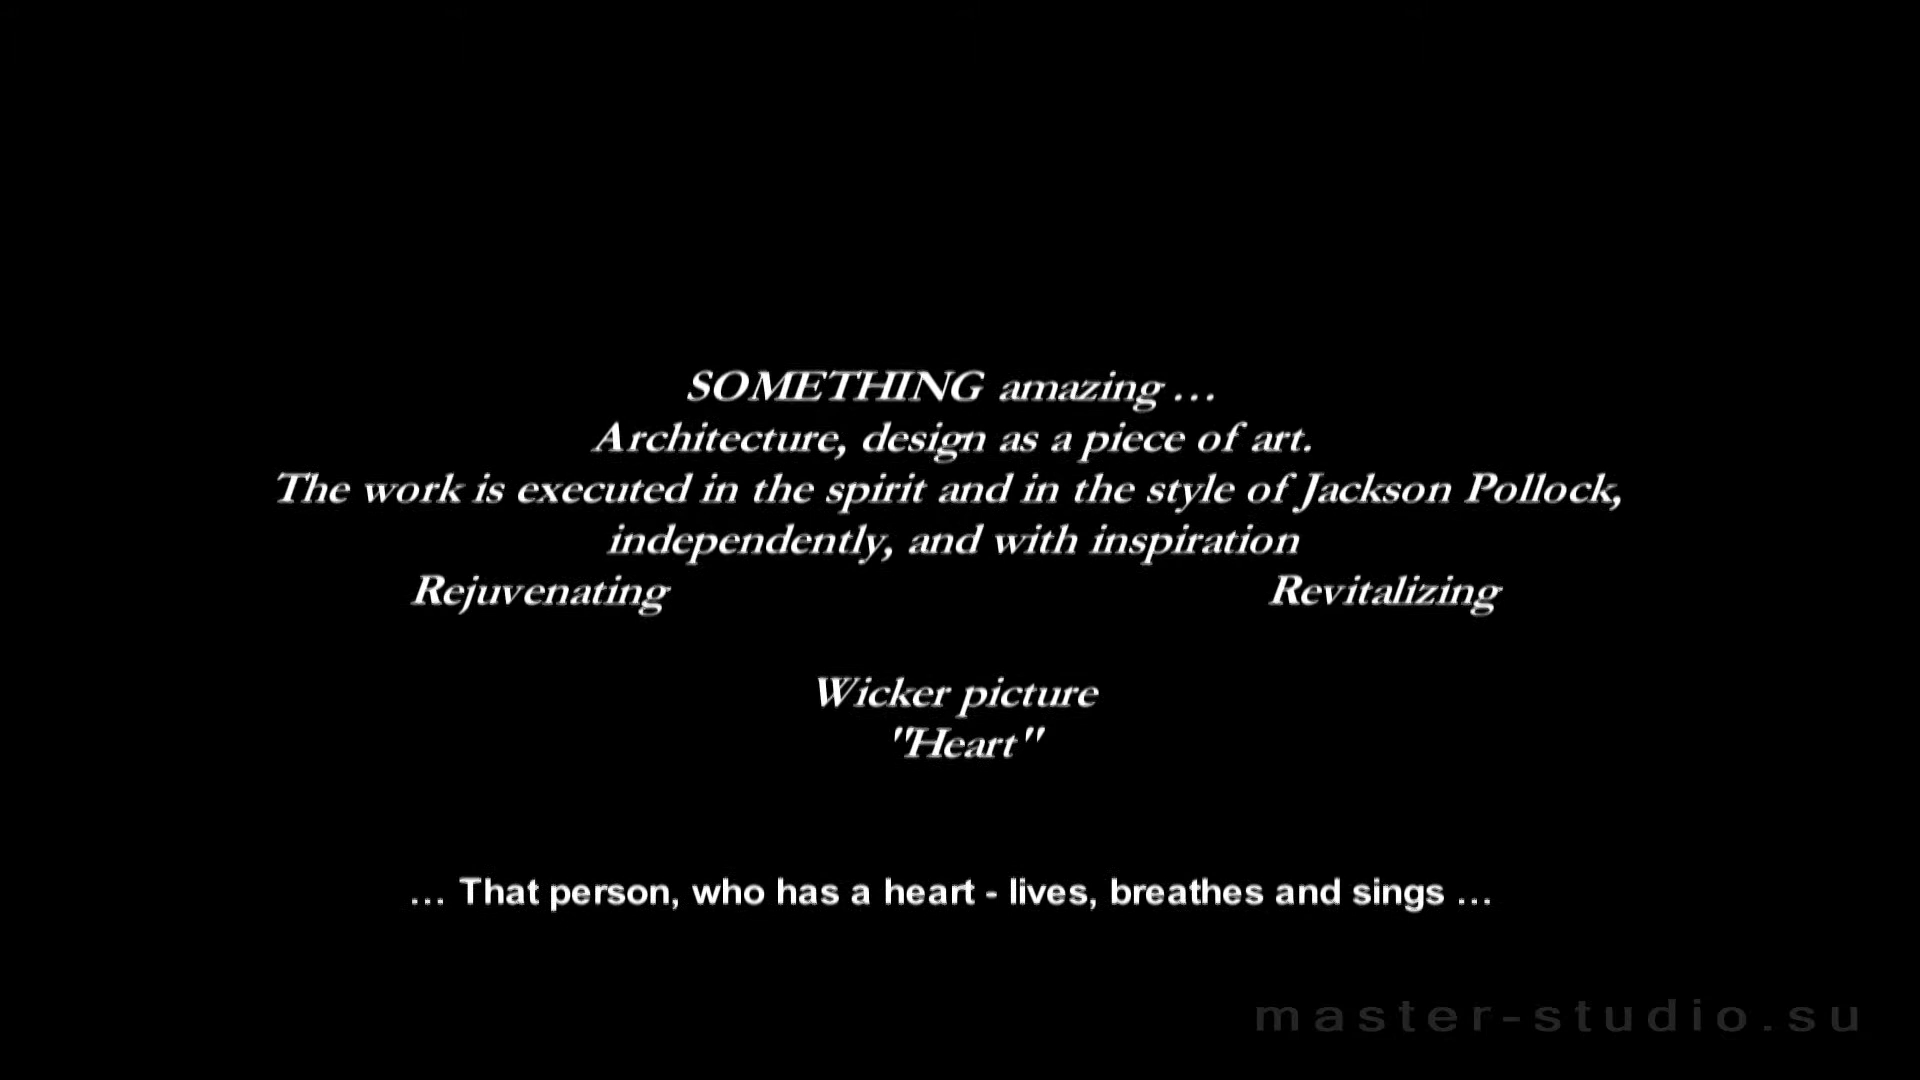 SOMETHING amazing ...
Architecture, design as a piece of art.
The work is executed in the spirit and in the style of Jackson Pollock,
independently, and with inspiration
Rejuvenating Revitalizing
Wicker picture
"Heart"
... That person, who has a heart - lives, breathes and sings ...
master-studio.su